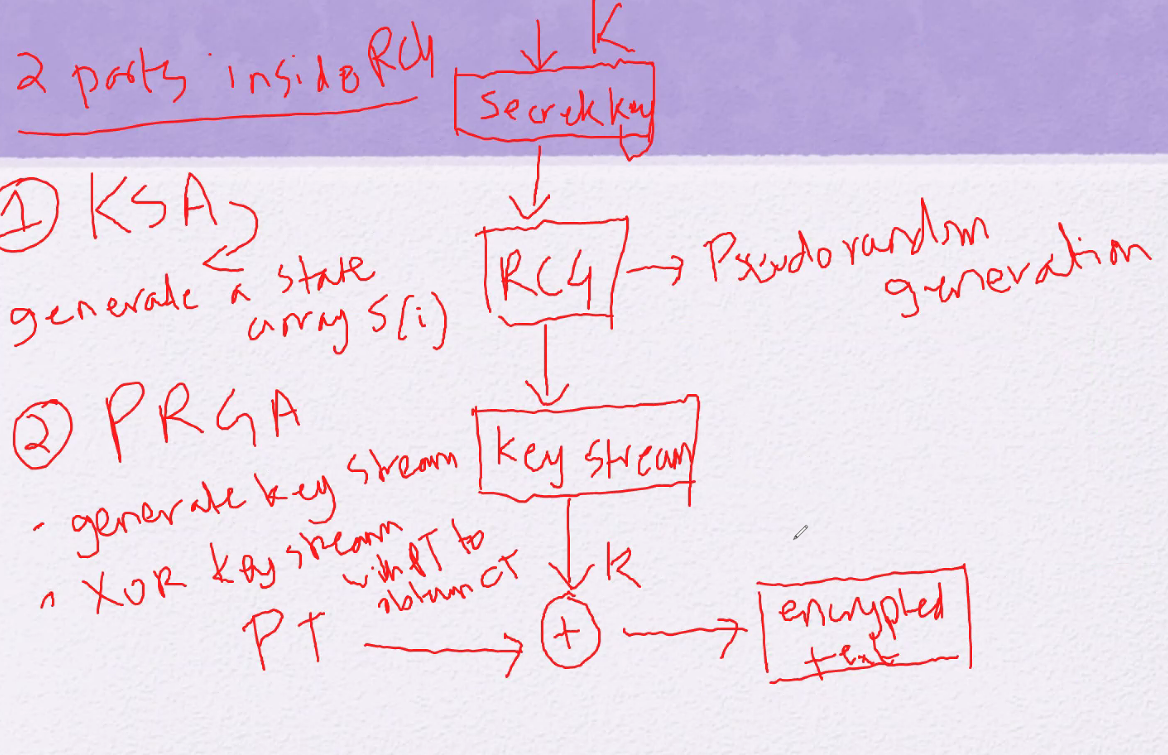 2 parts inside RC4
K
Secrek key
1 KSA
generate a state
array S(i)
RC4
Pseudorandom
generation
2 PRGA
- generate key stream
key stream
XOR key stream
with PT to
obtain CT
K
PT
+
encrypted
text